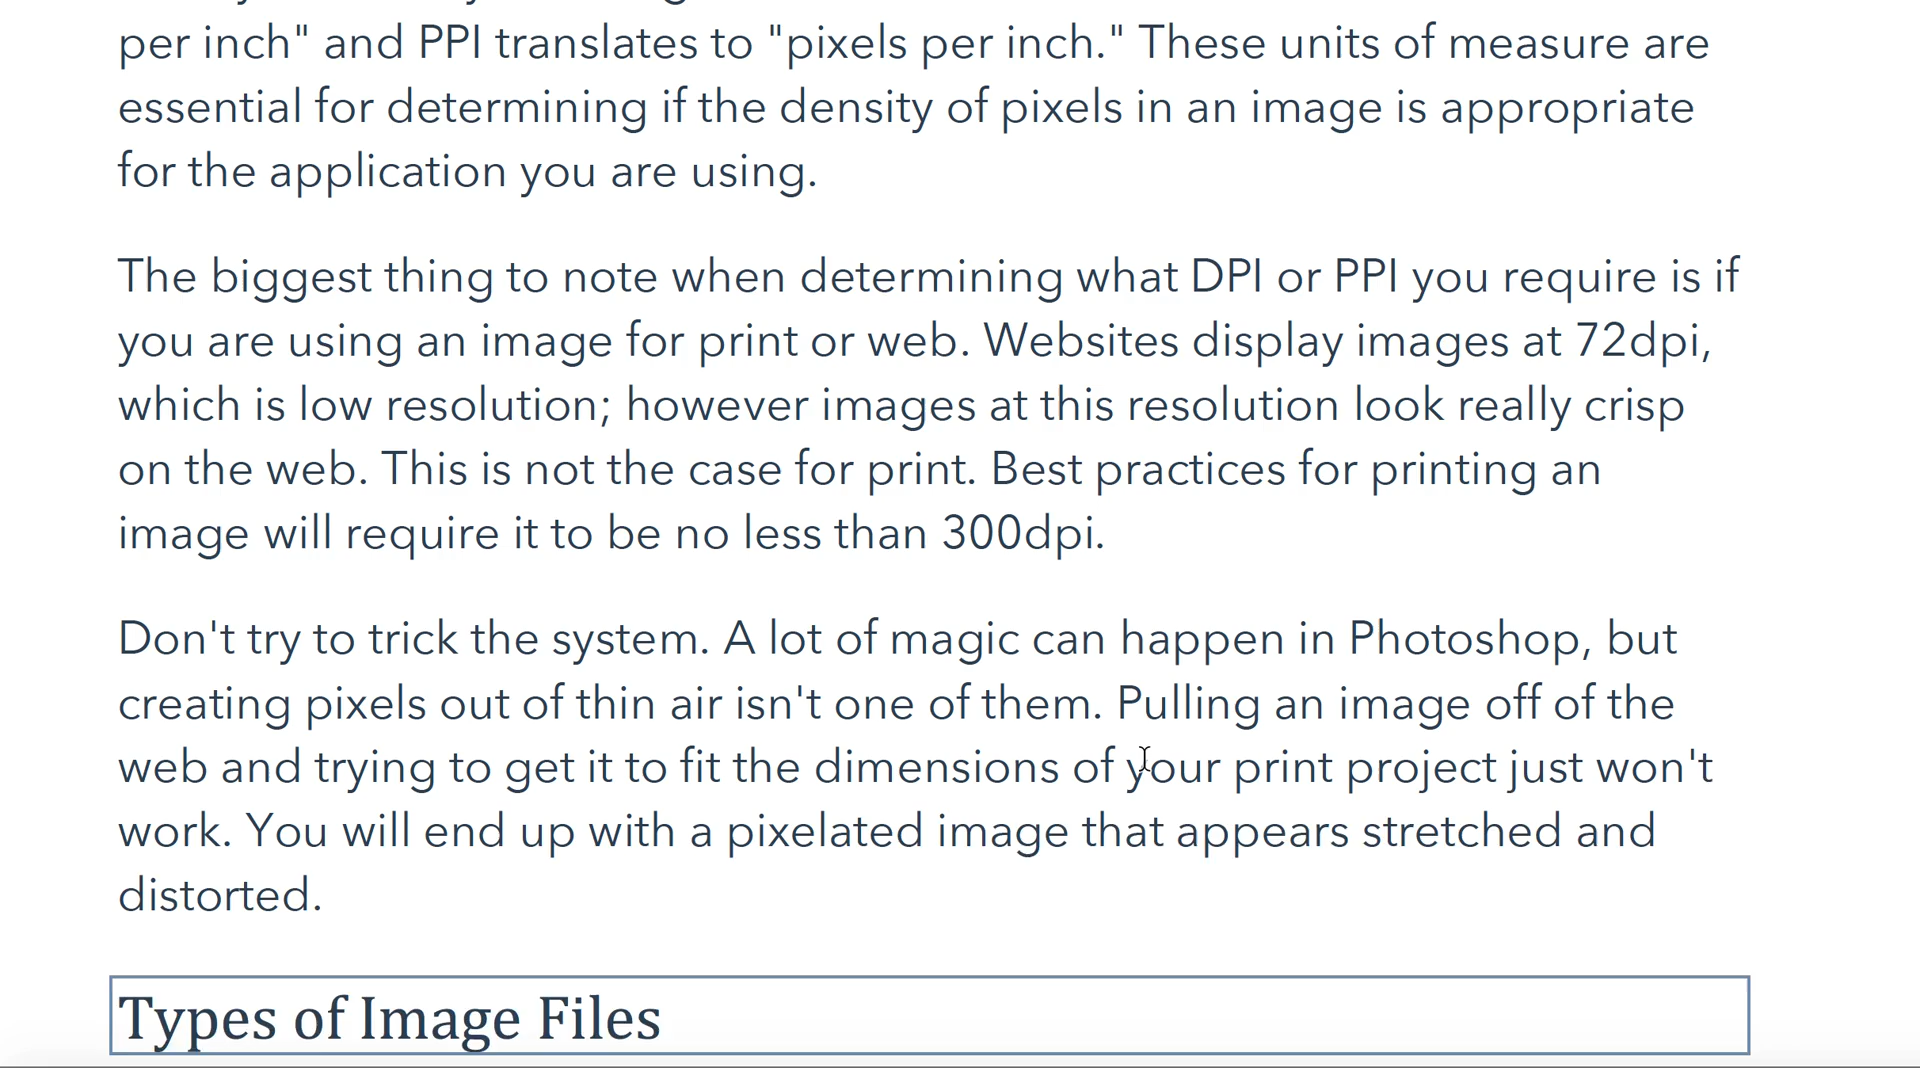 per inch" and PPI translates to "pixels per inch." These units of measure are
essential for determining if the density of pixels in an image is appropriate
for the application you are using.
The biggest thing to note when determining what DPI or PPI you require is if
you are using an image for print or web. Websites display images at 72dpi,
which is low resolution; however images at this resolution look really crisp
on the web. This is not the case for print. Best practices for printing an
image will require it to be no less than 300dpi.
Don't try to trick the system. A lot of magic can happen in Photoshop, but
creating pixels out of thin air isn't one of them. Pulling an image off of the
web and trying to get it to fit the dimensions of your print project just won't
work. You will end up with a pixelated image that appears stretched and
distorted.
Types of Image Files